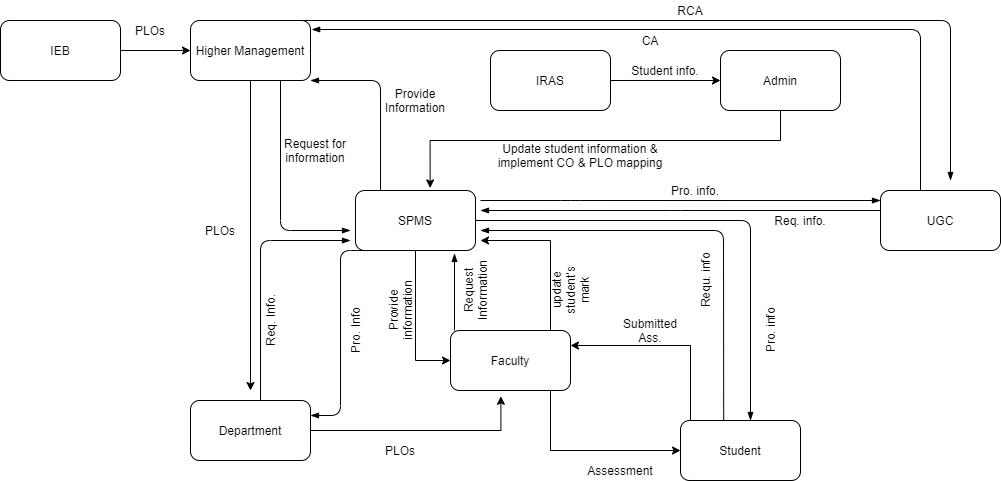 RCA
PLOs
CA
IEB
Higher Management
Student info.
IRAS
Admin
Provide
Information
Request for
information
Update student information &
implement CO & PLO mapping
Pro. info.
SPMS
Req. info.
UGC
PLOs
Requ. info
Request
Information
update
student's
mark
Provide
information
Req. Info.
Pro. Info
Pro. info
Submitted
Ass.
Faculty
Department
PLOs
Student
Assessment